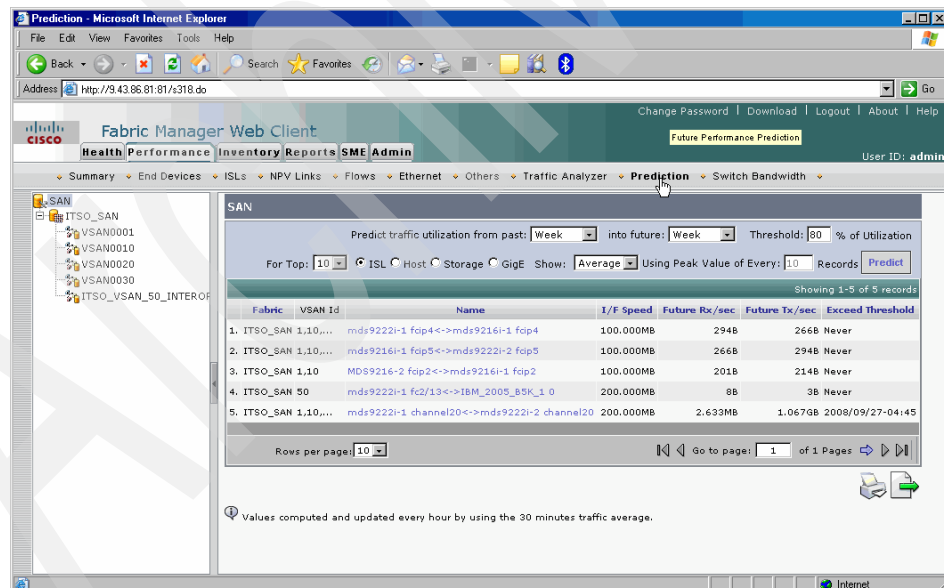 Prediction - Microsoft Internet Explorer
File Edit View Favorites Tools Help
Back Search Favorites
Address http://9.43.86.81:81/s318.do Go
Change Password | Download | Logout | About | Help
CISCO Fabric Manager Web Client
Future Performance Prediction
Health Performance Inventory Reports SME Admin
User ID: admin
Summary End Devices ISLs NPV Links Flows Ethernet Others Traffic Analyzer Prediction Switch Bandwidth
SAN
ITSO_SAN
VSAN0001
VSAN0010
VSAN0020
VSAN0030
ITSO_VSAN_50_INTEROP
SAN
Predict traffic utilization from past: Week into future: Week Threshold: 80 % of Utilization
For Top: 10 ISL Host Storage GigE Show: Average Using Peak Value of Every: 10 Records Predict
Showing 1-5 of 5 records
Fabric VSAN Id Name I/F Speed Future Rx/sec Future Tx/sec Exceed Threshold
1. ITSO_SAN 1,10,... mds9222i-1 fcip4<->mds9216i-1 fcip4 100.000MB 294B 266B Never
2. ITSO_SAN 1,10,... mds9216i-1 fcip5<->mds9222i-2 fcip5 100.000MB 266B 294B Never
3. ITSO_SAN 1,10 MDS9216-2 fcip2<->mds9216i-1 fcip2 100.000MB 201B 214B Never
4. ITSO_SAN 50 mds9222i-1 fc2/13<->IBM_2005_B5K_1 0 200.000MB 8B 3B Never
5. ITSO_SAN 1,10,... mds9222i-1 channel20<->mds9222i-2 channel20 200.000MB 2.633MB 1.067GB 2008/09/27-04:45
Rows per page: 10 Go to page: 1 of 1 Pages
Values computed and updated every hour by using the 30 minutes traffic average.
Internet